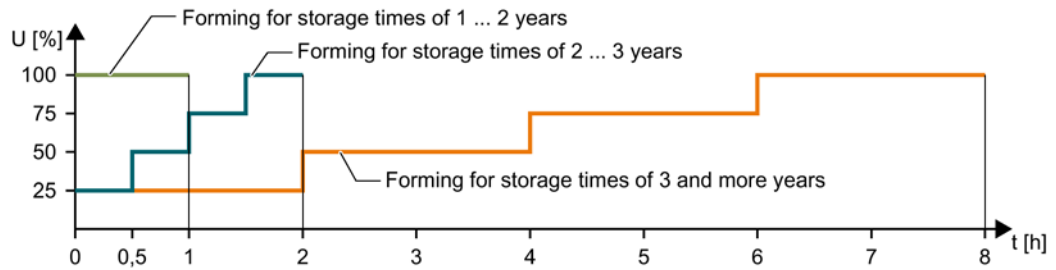 Forming for storage times of 1 ... 2 years
U [%]
Forming for storage times of 2 ... 3 years
100
75
50
Forming for storage times of 3 and more years
25
t [h]
0 0,5 1 2 3 4 5 6 7 8